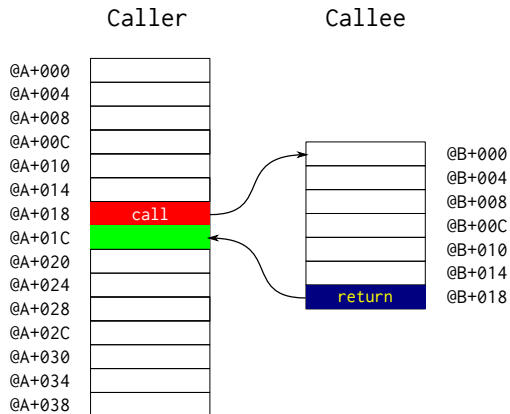 Caller Callee
@A+000
@A+004
@A+008
@A+00C
@A+010
@A+014
@A+018 call
@A+01C
@A+020
@A+024
@A+028
@A+02C
@A+030
@A+034
@A+038
@B+000
@B+004
@B+008
@B+00C
@B+010
@B+014
return @B+018